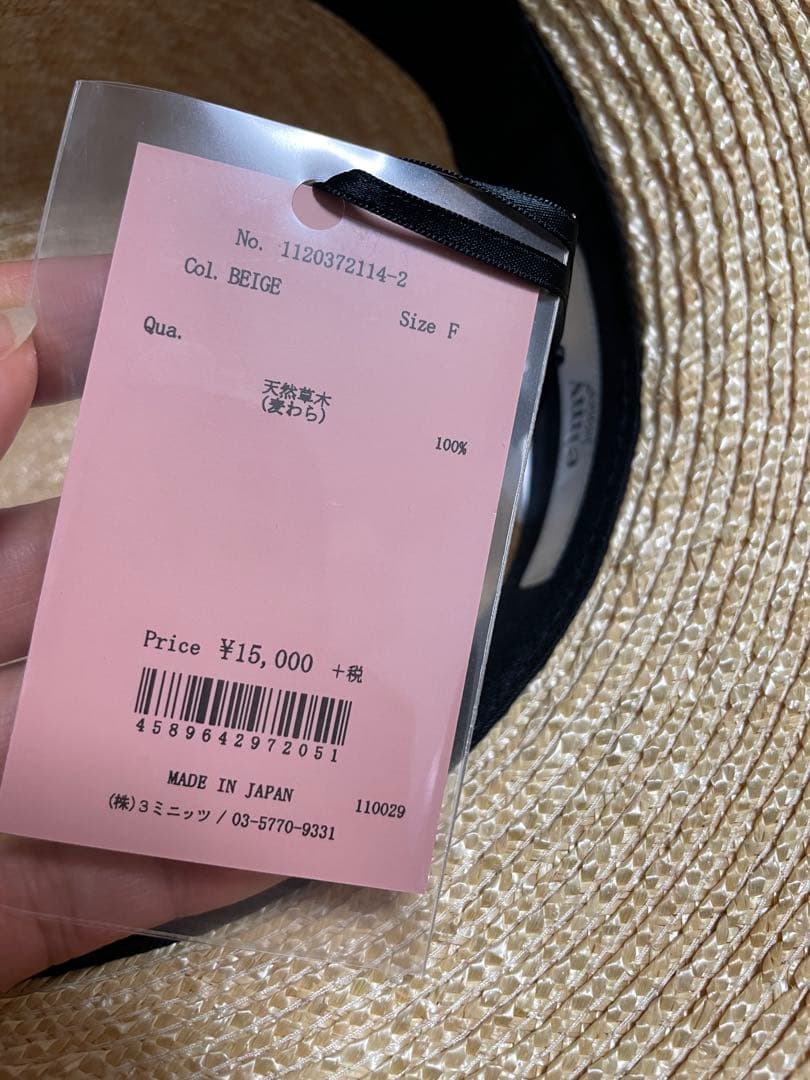 No. 1120372114-2
Col. BEIGE
Size F
Qua.
天然草木
(麦わら)
100%
Price ¥15,000 +税
4589642972051
MADE IN JAPAN
110029
(株)3ミニッツ / 03-5770-9331
eimy